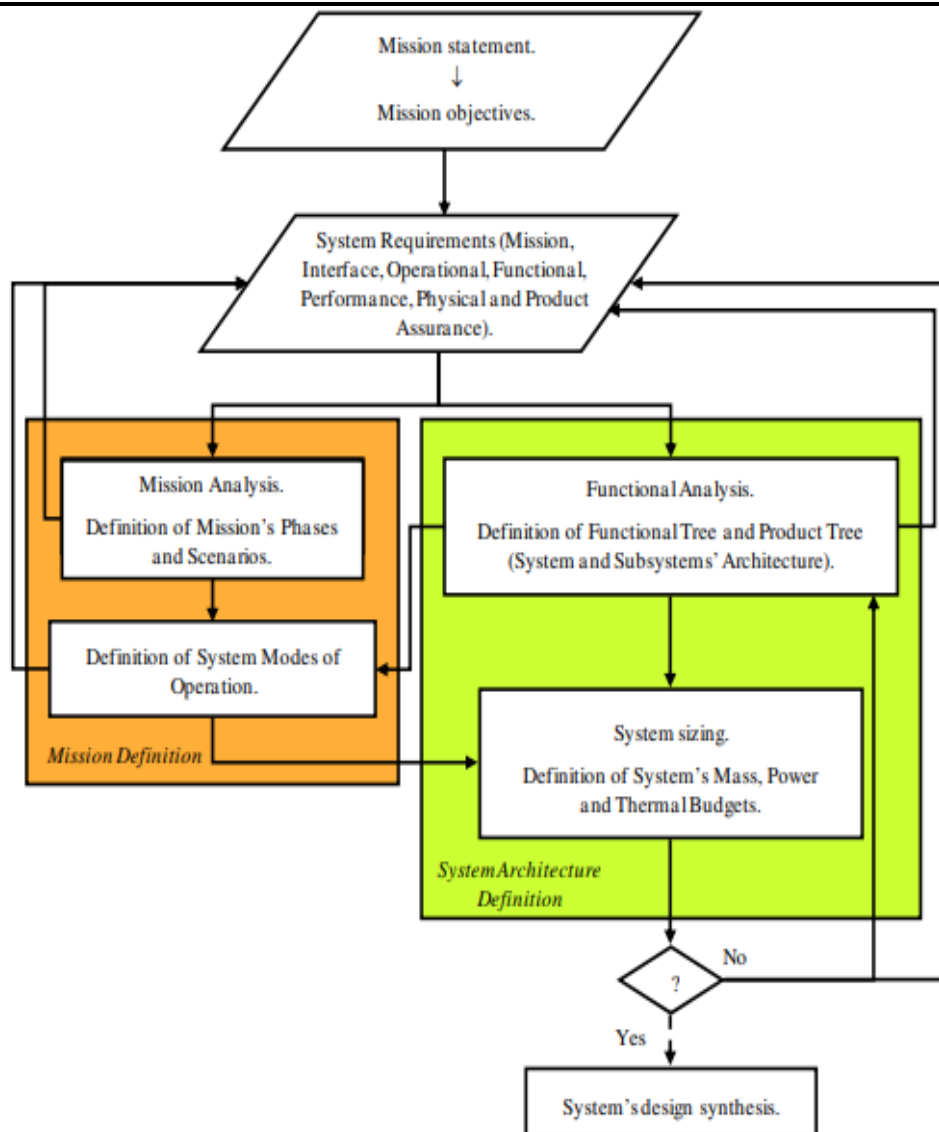 Mission statement.
↓
Mission objectives.
System Requirements (Mission,
Interface, Operational, Functional,
Performance, Physical and Product
Assurance).
Mission Analysis.
Definition of Mission's Phases
and Scenarios.
Definition of System Modes of
Operation.
Mission Definition
Functional Analysis.
Definition of Functional Tree and Product Tree
(System and Subsystems' Architecture).
System sizing.
Definition of System's Mass, Power
and Thermal Budgets.
System Architecture
Definition
?
No
Yes
System's design synthesis.